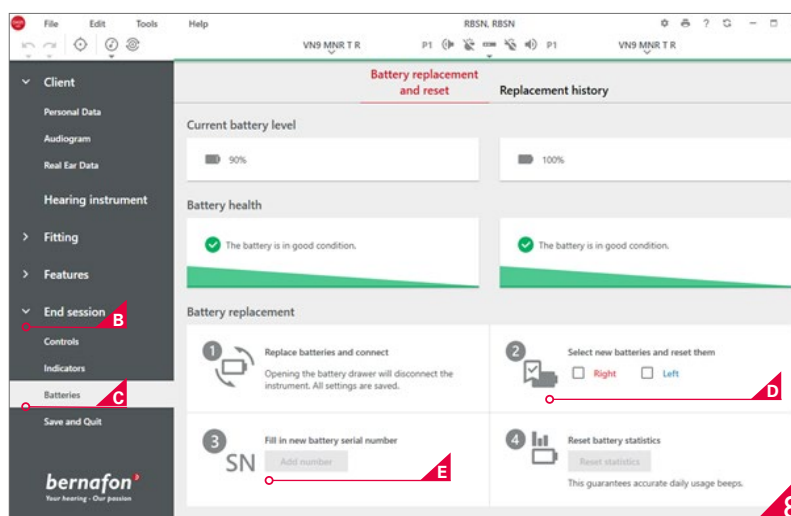 File Edit Tools Help RBSN, RBSN
VN9 MNR T R P1 P1 VN9 MNR T R
Client
Personal Data
Audiogram
Real Ear Data
Hearing instrument
Fitting
Features
End session
B
Controls
Indicators
Batteries
C
Save and Quit
bernafon
Your hearing · Our passion
Battery replacement
and reset
Replacement history
Current battery level
90%
100%
Battery health
The battery is in good condition.
The battery is in good condition.
Battery replacement
1
Replace batteries and connect
Opening the battery drawer will disconnect the
instrument. All settings are saved.
2
Select new batteries and reset them
Right Left
D
3
SN
Fill in new battery serial number
Add number
E
4
Reset battery statistics
Reset statistics
This guarantees accurate daily usage beeps.
8